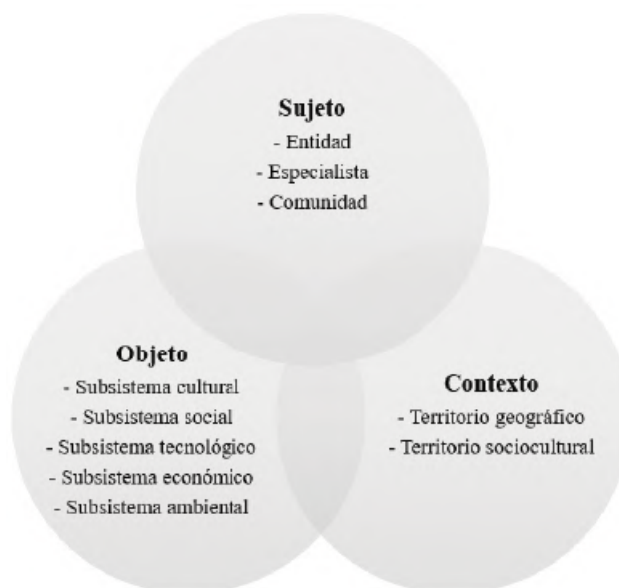 Sujeto
- Entidad
- Especialista
- Comunidad
Objeto
- Subsistema cultural
- Subsistema social
- Subsistema tecnológico
- Subsistema económico
- Subsistema ambiental
Contexto
- Territorio geográfico
- Territorio sociocultural